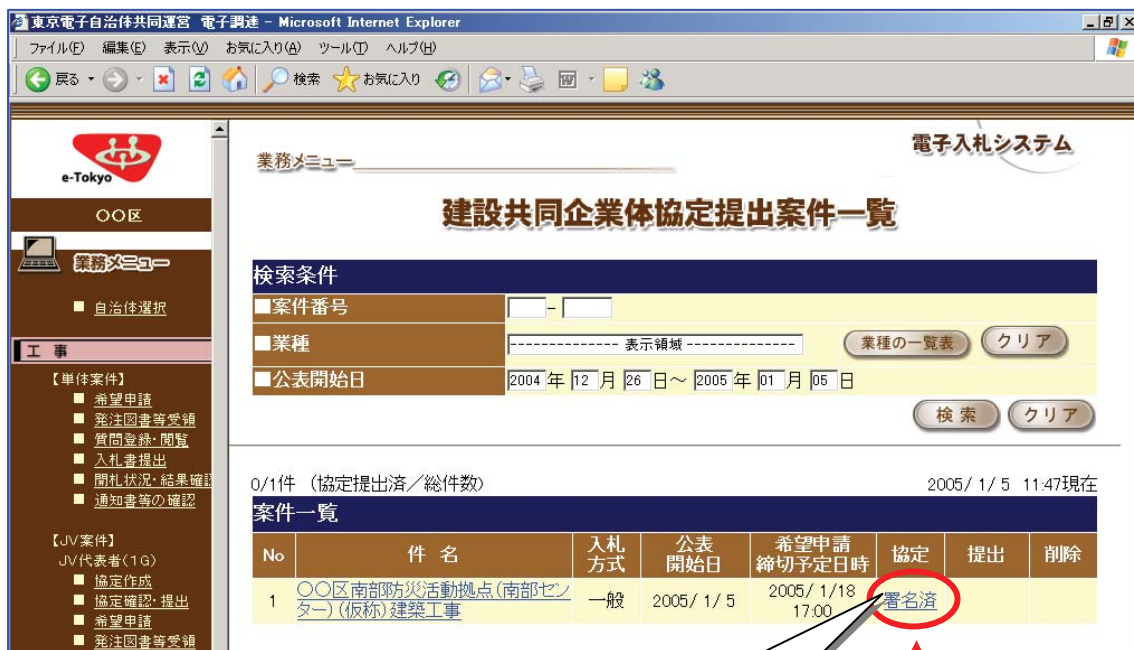 東京電子自治体共同運営 電子調達 - Microsoft Internet Explorer
ファイル(F) 編集(E) 表示(V) お気に入り(A) ツール(T) ヘルプ(H)
戻る 検索 お気に入り
e-Tokyo
〇〇区
業務メニュー
自治体選択
工 事
【単体案件】
希望申請
発注図書等受領
質問登録・閲覧
入札書提出
開札状況・結果確認
通知書等の確認
【JV案件】
JV代表者(1G)
協定作成
協定確認・提出
希望申請
発注図書等受領
業務メニュー
電子入札システム
建設共同企業体協定提出案件一覧
検索条件
■案件番号 -
■業種 -------------- 表示領域 -------------- 業種の一覧表 クリア
■公表開始日 2004 年 12 月 26 日～ 2005 年 01 月 05 日
検 索 クリア
0/1件 (協定提出済／総件数) 2005/ 1/ 5 11:47現在
案件一覧
No 件 名 入札方式 公表開始日 希望申請締切予定日時 協定 提出 削除
1 〇〇区南部防災活動拠点(南部センター)(仮称)建築工事 一般 2005/ 1/ 5 2005/ 1/18 17:00 署名済